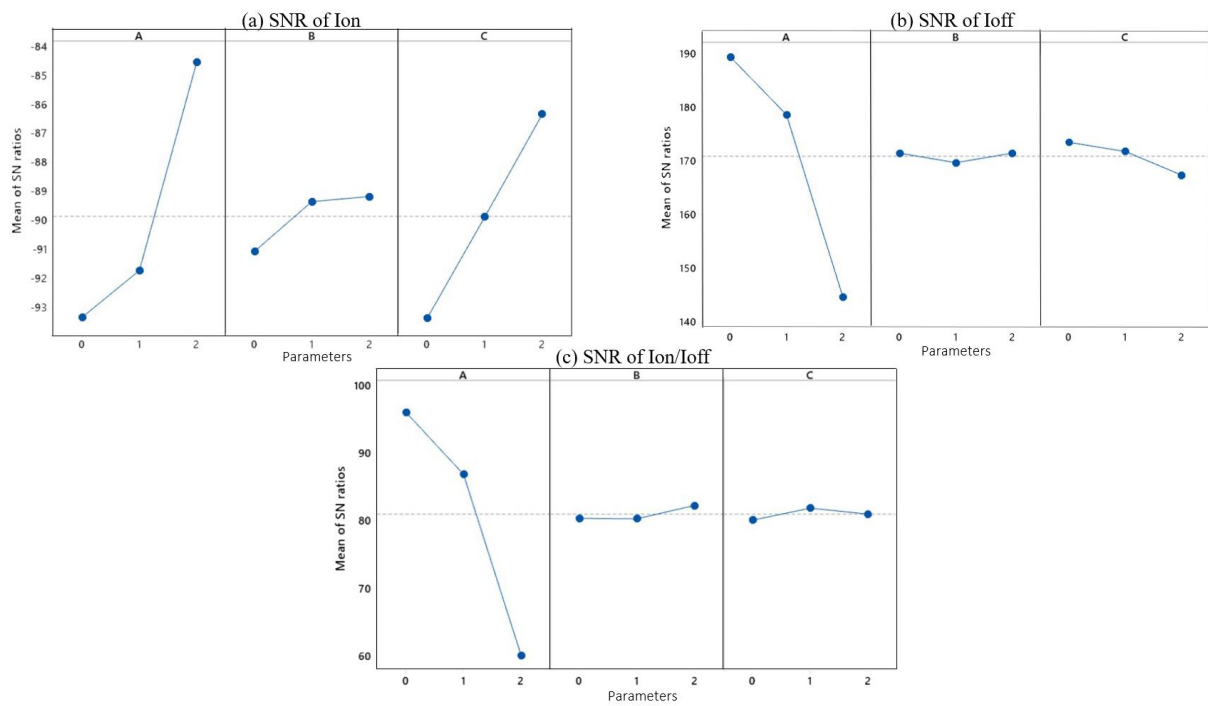 (a) SNR of Ion
A B C
-84
-85
-86
-87
-88
-89
-90
-91
-92
-93
Mean of SN ratios
0 1 2 0 1 2 0 1 2
Parameters
(b) SNR of Ioff
A B C
190
180
170
160
150
140
Mean of SN ratios
0 1 2 0 1 2 0 1 2
Parameters
(c) SNR of Ion/Ioff
A B C
100
90
80
70
60
Mean of SN ratios
0 1 2 0 1 2 0 1 2
Parameters